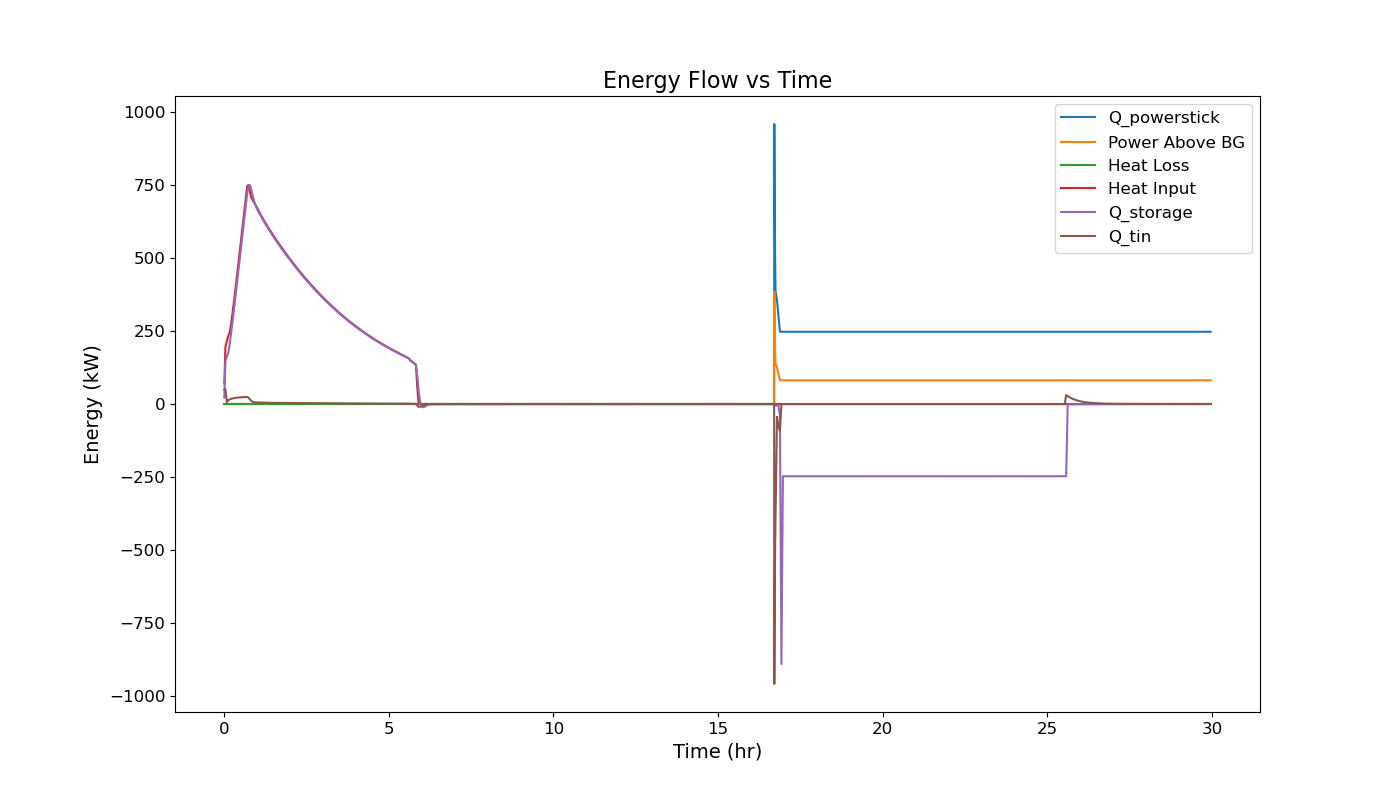 Energy Flow vs Time
1000
750
500
250
0
−250
−500
−750
−1000
Energy (kW)
Q_powerstick
Power Above BG
Heat Loss
Heat Input
Q_storage
Q_tin
0 5 10 15 20 25 30
Time (hr)